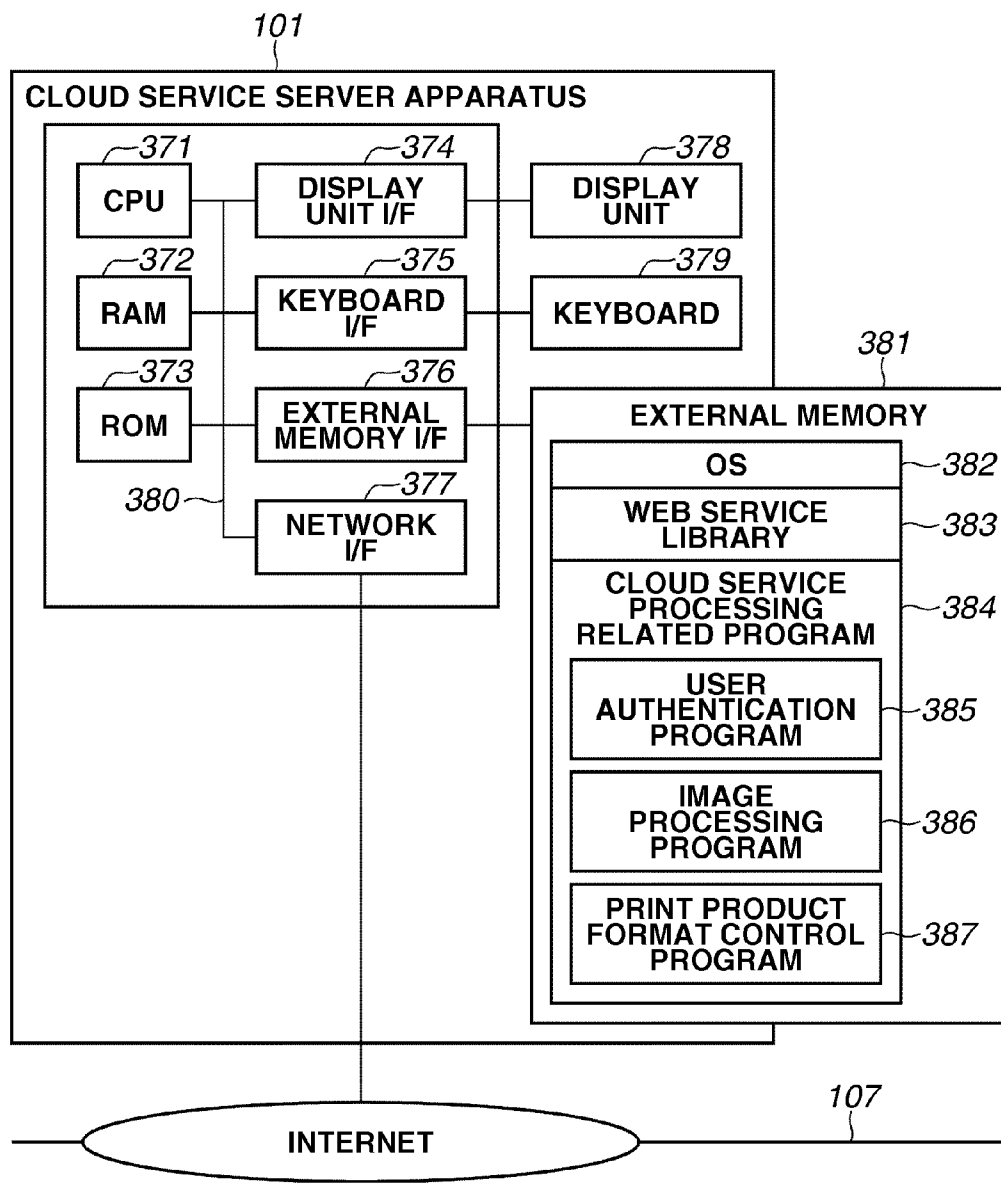 101
CLOUD SERVICE SERVER APPARATUS
371
CPU
374
DISPLAY
UNIT I/F
378
DISPLAY
UNIT
372
RAM
375
KEYBOARD
I/F
379
KEYBOARD
373
ROM
376
EXTERNAL
MEMORY I/F
380
377
NETWORK
I/F
381
EXTERNAL MEMORY
OS
382
WEB SERVICE
LIBRARY
383
CLOUD SERVICE
PROCESSING
RELATED PROGRAM
384
USER
AUTHENTICATION
PROGRAM
385
IMAGE
PROCESSING
PROGRAM
386
PRINT PRODUCT
FORMAT CONTROL
PROGRAM
387
INTERNET
107